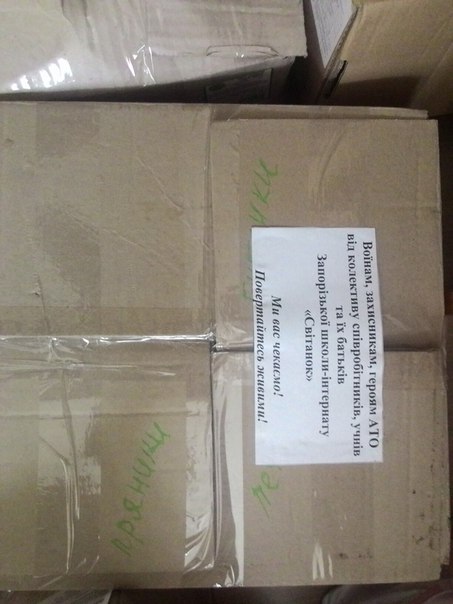 Воїнам, захисникам, героям АТО
від колективу співробітників, учнів
та їх батьків
Запорізької школи-інтернату
«Світанок»
Ми вас чекаємо!
Повертайтесь живими!
пряники